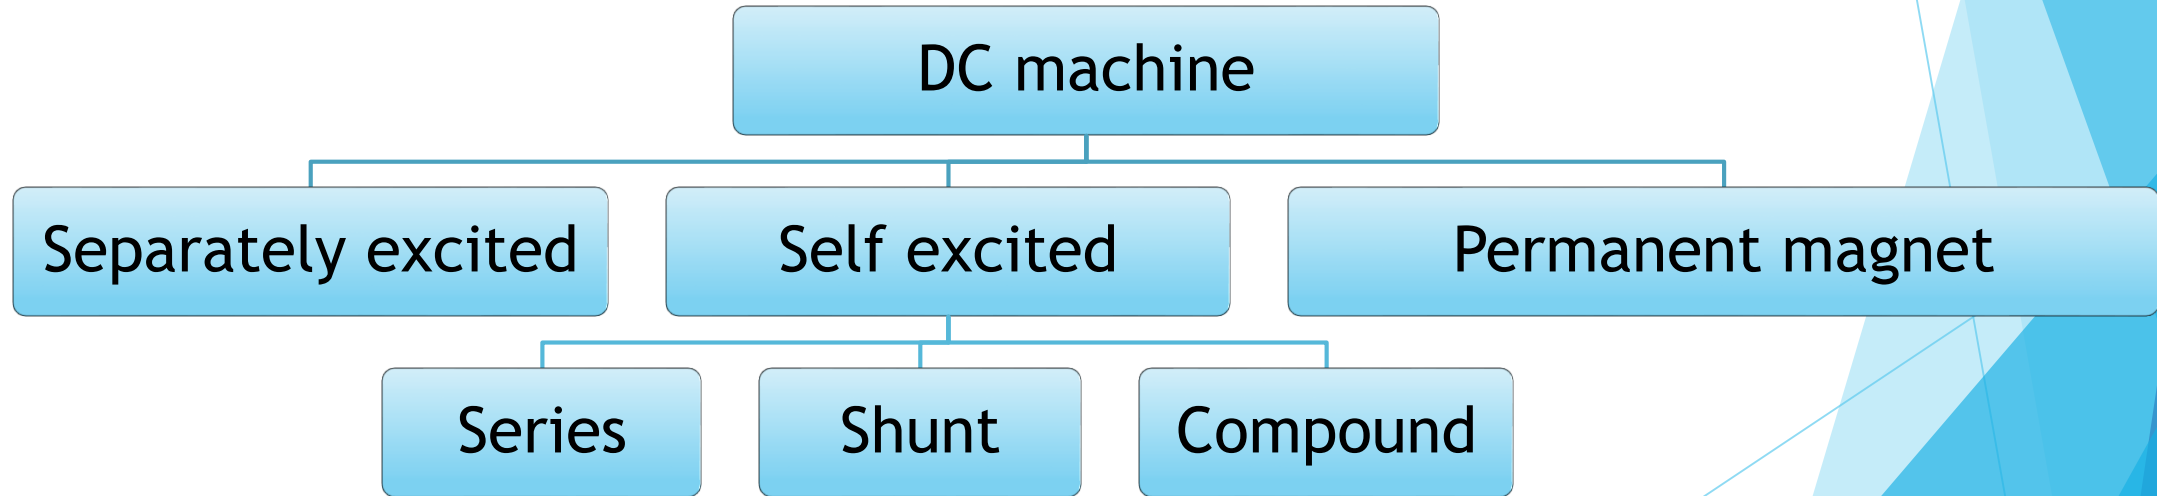 DC machine
Separately excited
Self excited
Permanent magnet
Series
Shunt
Compound